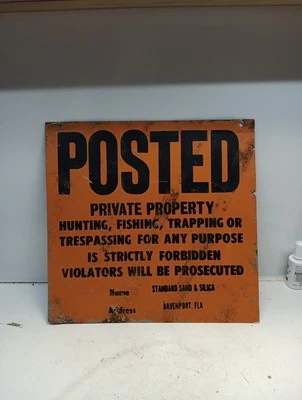 POSTED
PRIVATE PROPERTY
HUNTING, FISHING, TRAPPING OR
TRESPASSING FOR ANY PURPOSE
IS STRICTLY FORBIDDEN
VIOLATORS WILL BE PROSECUTED
Name STANDARD SAND & SILICA
Address DAVENPORT, FLA